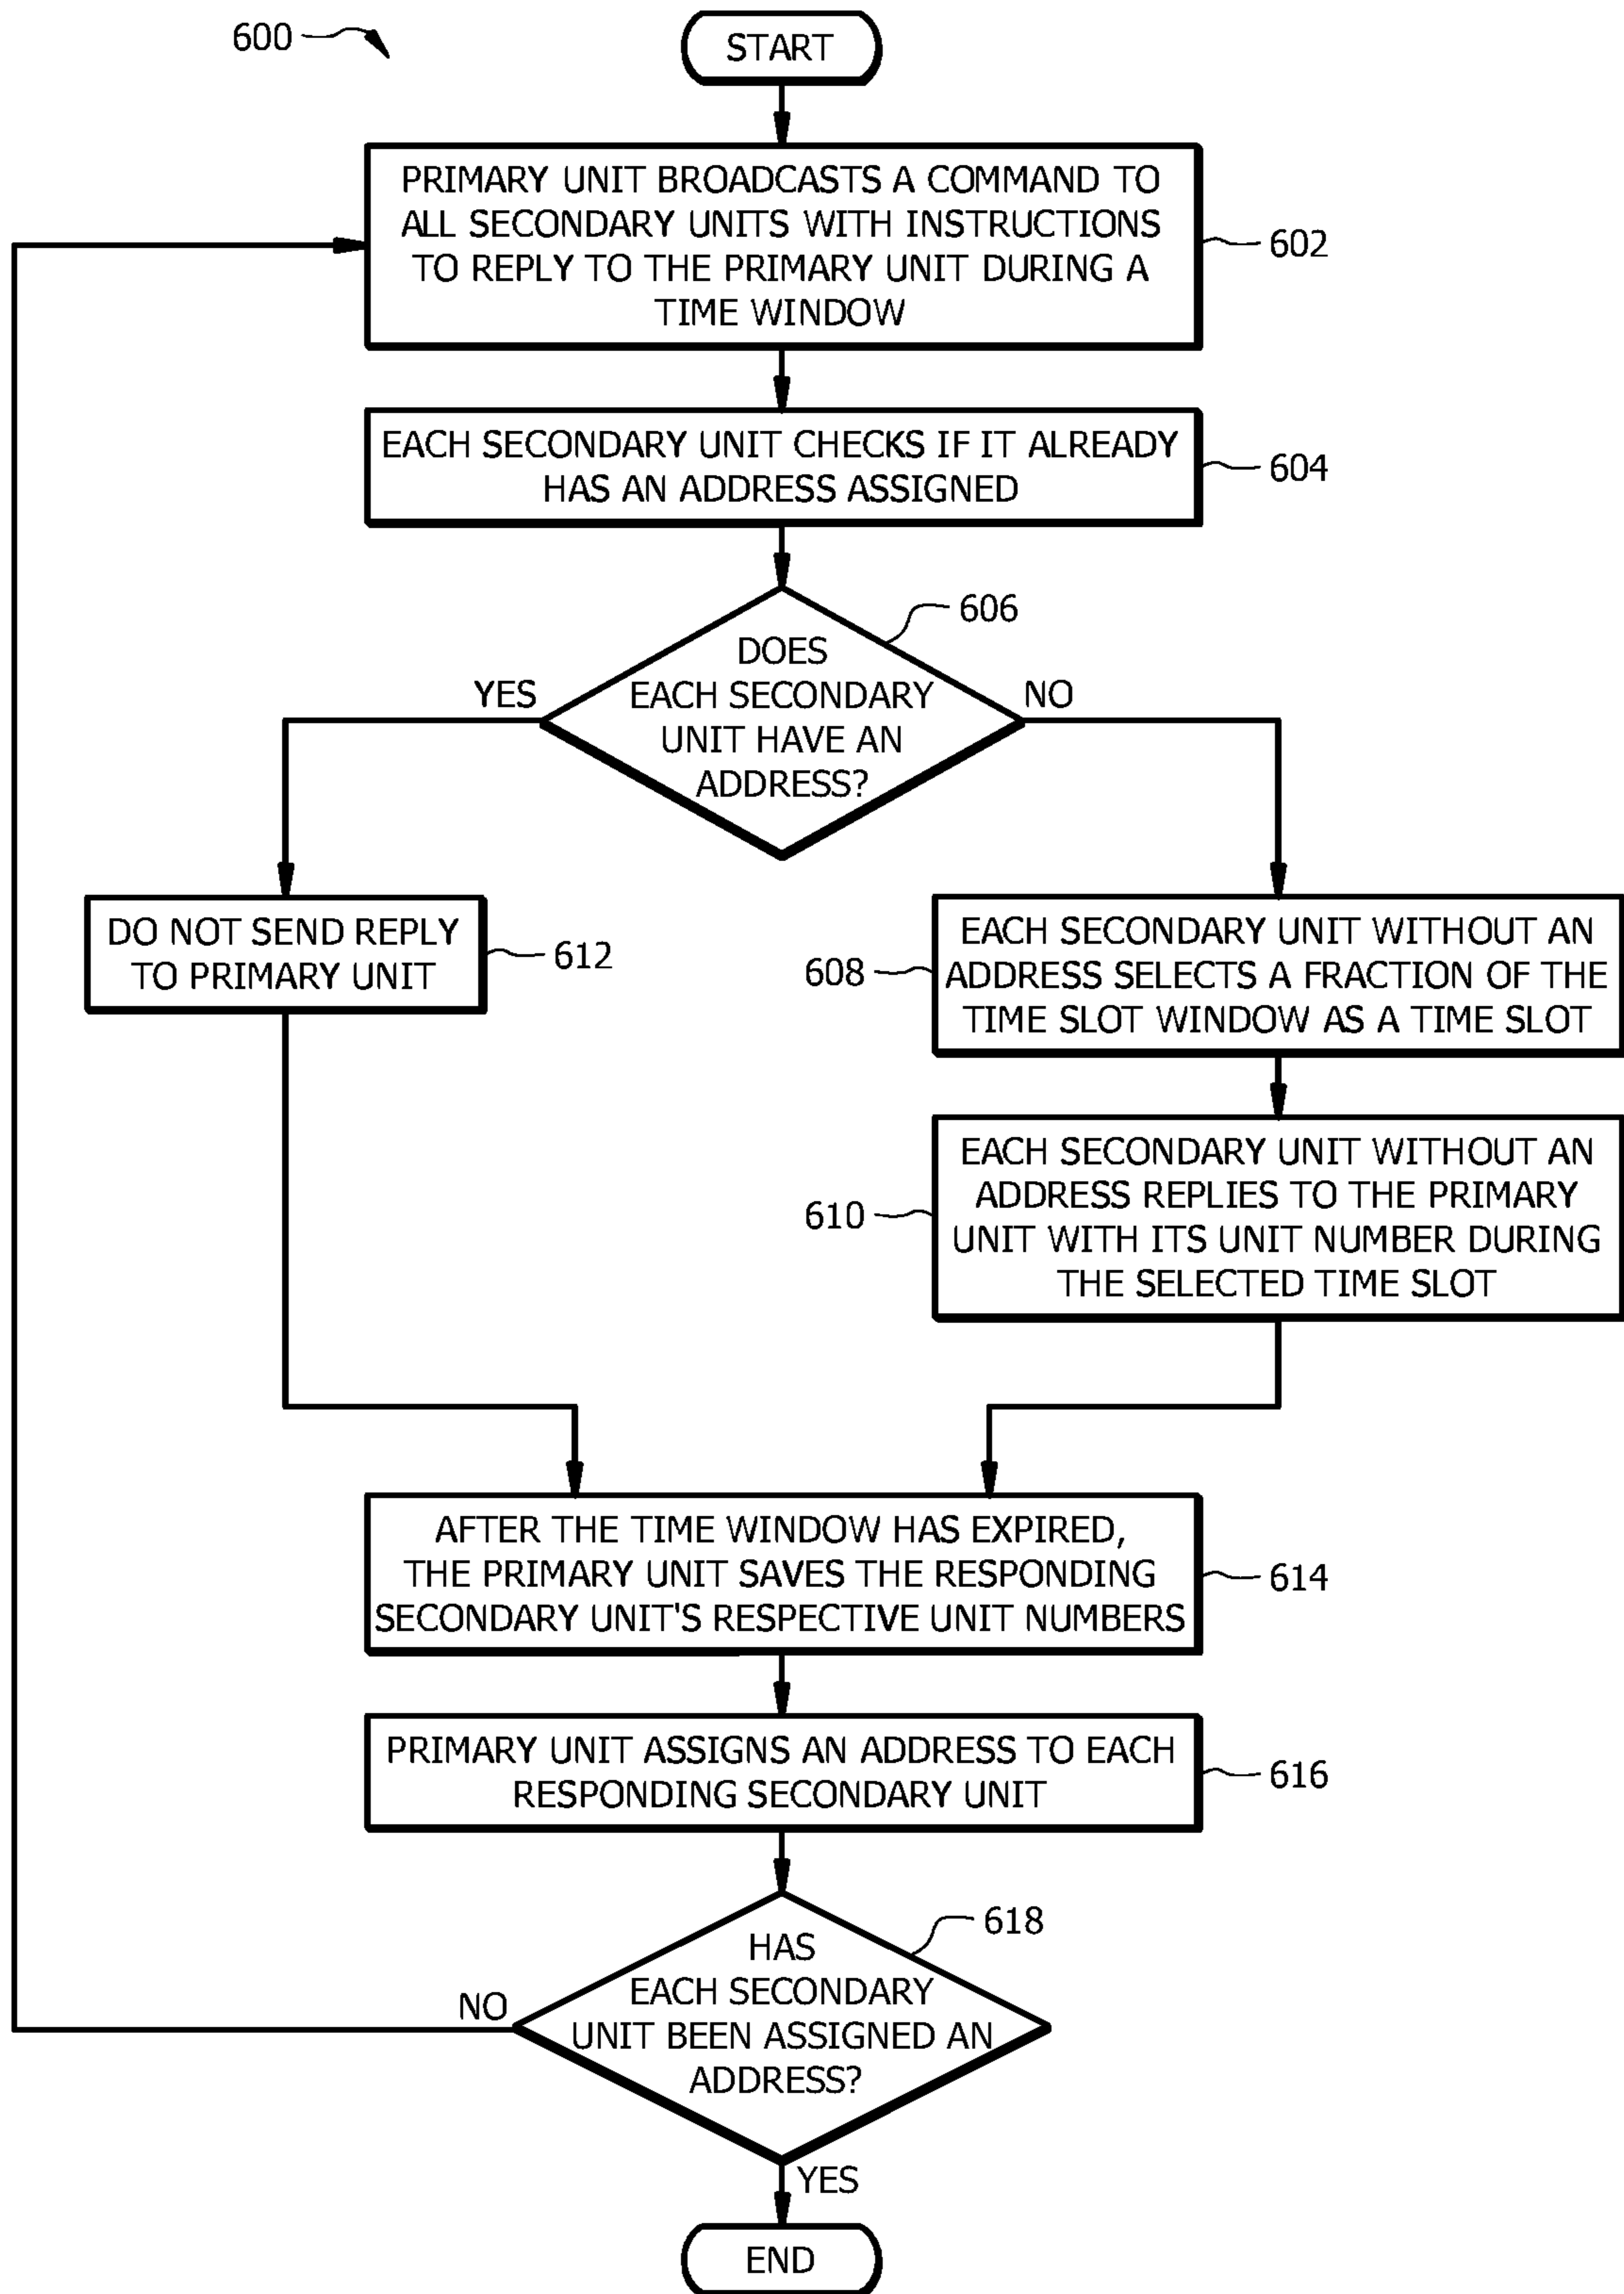 600
START
PRIMARY UNIT BROADCASTS A COMMAND TO
ALL SECONDARY UNITS WITH INSTRUCTIONS
TO REPLY TO THE PRIMARY UNIT DURING A
TIME WINDOW
602
EACH SECONDARY UNIT CHECKS IF IT ALREADY
HAS AN ADDRESS ASSIGNED
604
606
DOES
EACH SECONDARY
UNIT HAVE AN
ADDRESS?
YES
NO
DO NOT SEND REPLY
TO PRIMARY UNIT
612
608
EACH SECONDARY UNIT WITHOUT AN
ADDRESS SELECTS A FRACTION OF THE
TIME SLOT WINDOW AS A TIME SLOT
610
EACH SECONDARY UNIT WITHOUT AN
ADDRESS REPLIES TO THE PRIMARY
UNIT WITH ITS UNIT NUMBER DURING
THE SELECTED TIME SLOT
AFTER THE TIME WINDOW HAS EXPIRED,
THE PRIMARY UNIT SAVES THE RESPONDING
SECONDARY UNIT'S RESPECTIVE UNIT NUMBERS
614
PRIMARY UNIT ASSIGNS AN ADDRESS TO EACH
RESPONDING SECONDARY UNIT
616
618
HAS
EACH SECONDARY
UNIT BEEN ASSIGNED AN
ADDRESS?
NO
YES
END